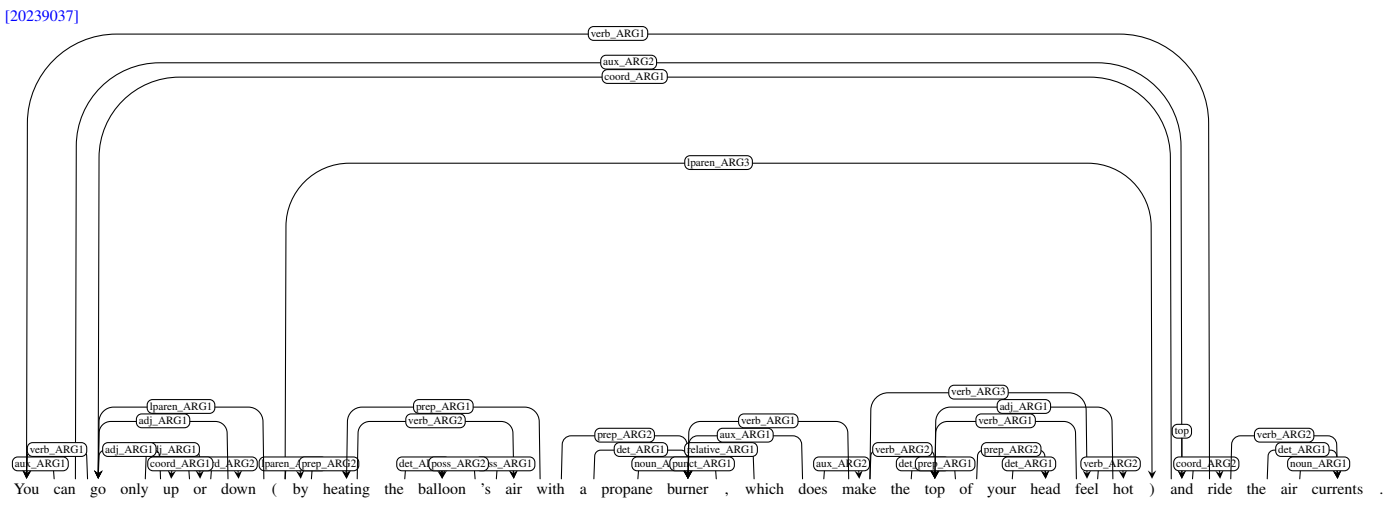 [20239037]
verb_ARG1
aux_ARG2
coord_ARG1
lparen_ARG3
verb_ARG3
lparen_ARG1 prep_ARG1 adj_ARG1
adj_ARG1 verb_ARG2 verb_ARG1 verb_ARG1
top
prep_ARG2 aux_ARG1 verb_ARG2
verb_ARG1 adj_ARG1 det_ARG1 relative_ARG1 verb_ARG2 prep_ARG2 det_ARG1
aux_ARG1 coord_ARG1 prep_ARG2 poss_ARG2 punct_ARG1 aux_ARG2 prep_ARG1 det_ARG1 verb_ARG2 coord_ARG2 noun_ARG1
You can go only up or down ( by heating the balloon 's air with a propane burner , which does make the top of your head feel hot ) and ride the air currents .